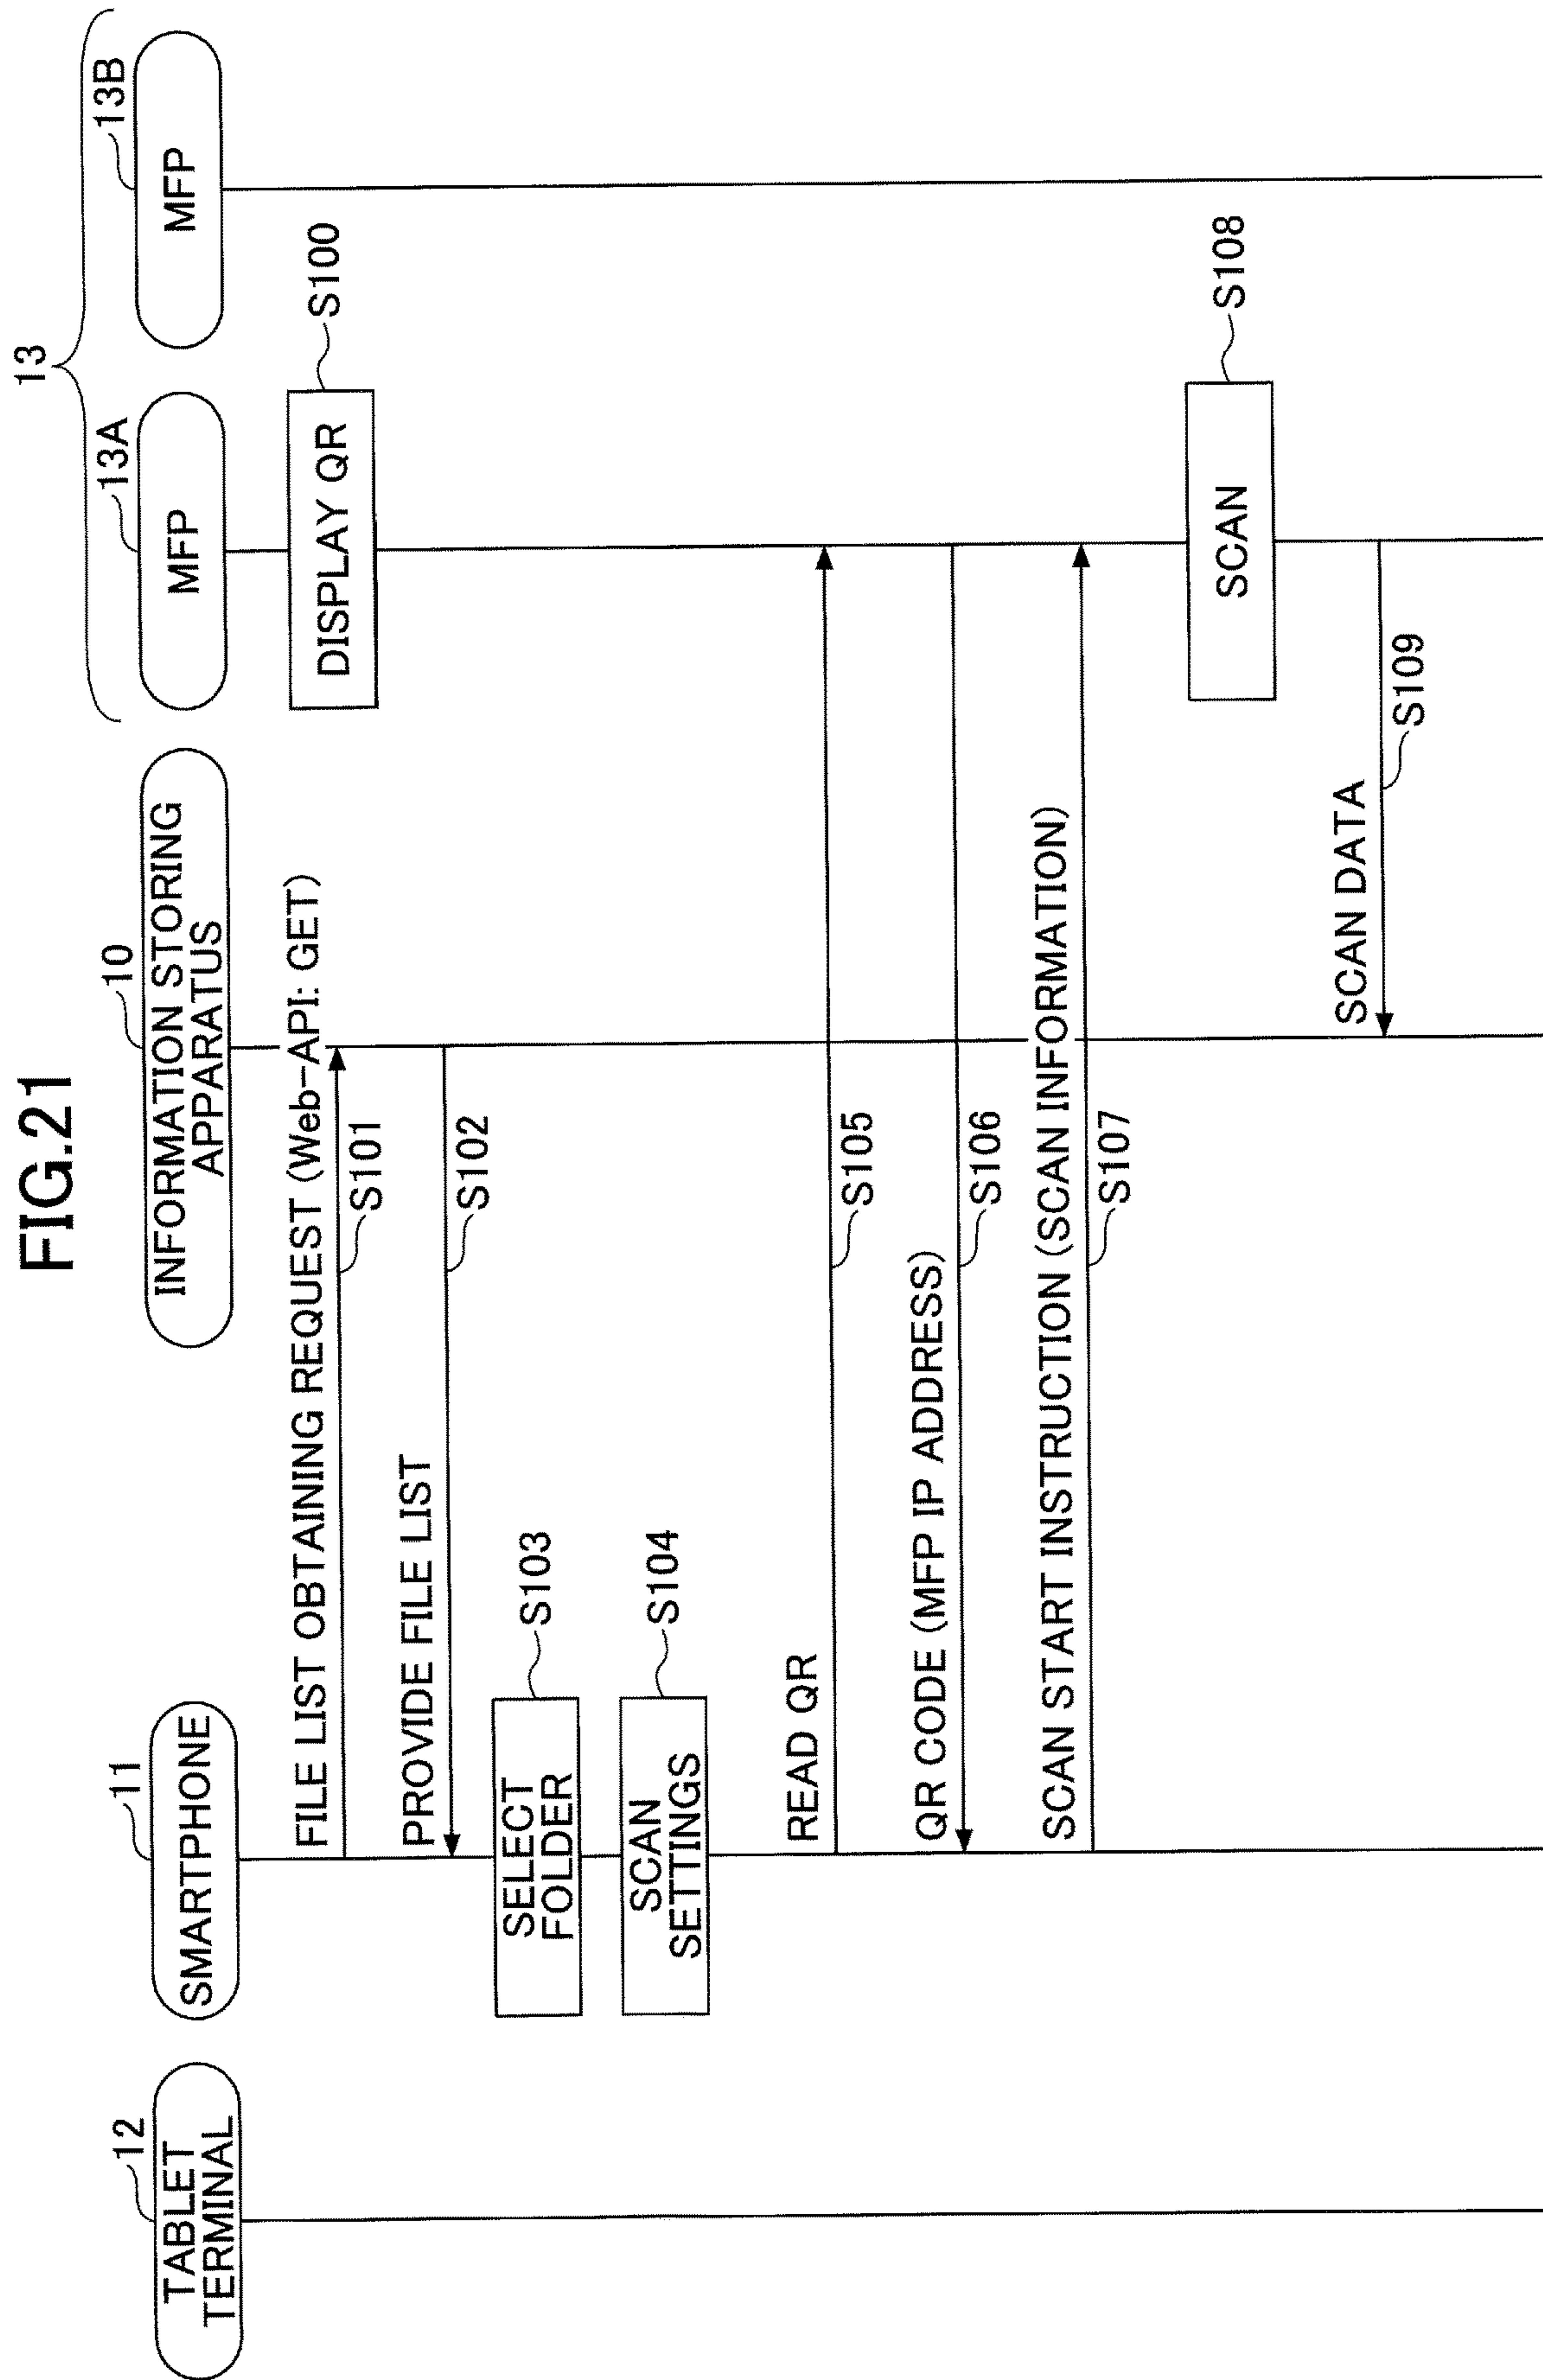 FIG.21
12
TABLET
TERMINAL
11
SMARTPHONE
10
INFORMATION STORING
APPARATUS
13
13A
MFP
13B
MFP
DISPLAY QR
S100
FILE LIST OBTAINING REQUEST (Web-API: GET)
S101
PROVIDE FILE LIST
S102
SELECT
FOLDER
S103
SCAN
SETTINGS
S104
READ QR
S105
QR CODE (MFP IP ADDRESS)
S106
SCAN START INSTRUCTION (SCAN INFORMATION)
S107
SCAN
S108
SCAN DATA
S109